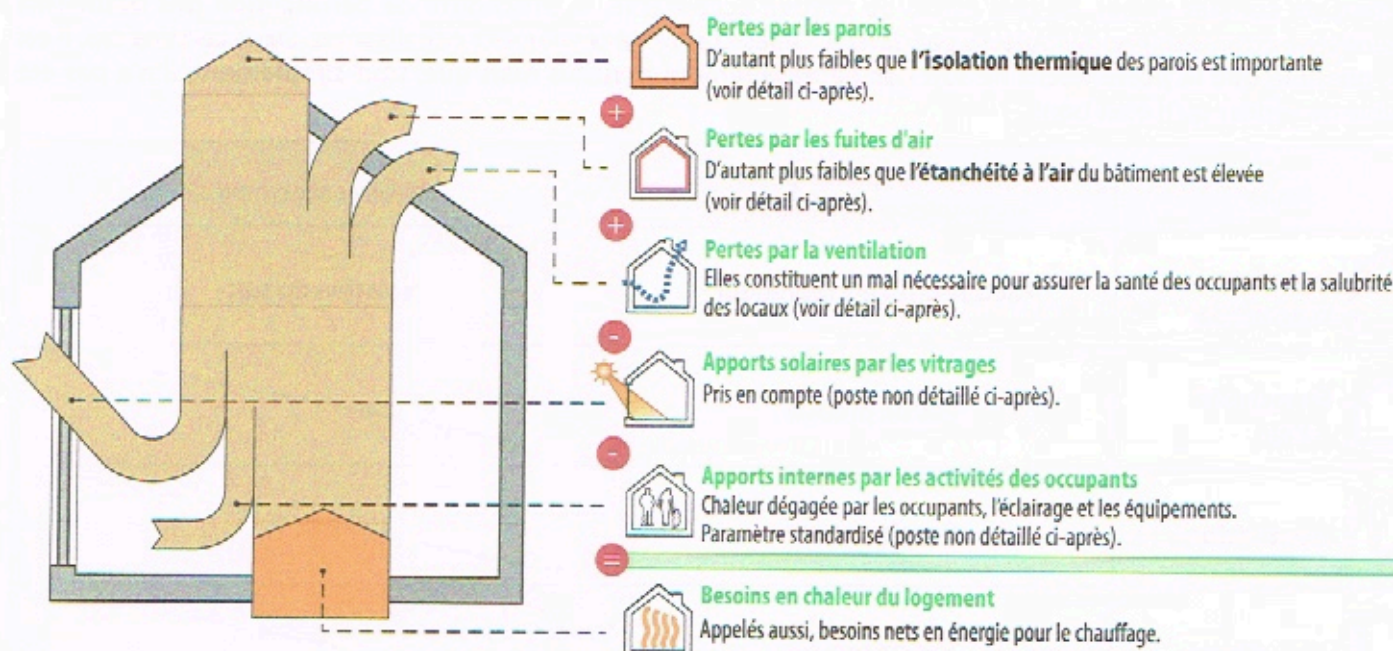 Pertes par les parois
D'autant plus faibles que l'isolation thermique des parois est importante
(voir détail ci-après).
+
Pertes par les fuites d'air
D'autant plus faibles que l'étanchéité à l'air du bâtiment est élevée
(voir détail ci-après).
+
Pertes par la ventilation
Elles constituent un mal nécessaire pour assurer la santé des occupants et la salubrité
des locaux (voir détail ci-après).
-
Apports solaires par les vitrages
Pris en compte (poste non détaillé ci-après).
-
Apports internes par les activités des occupants
Chaleur dégagée par les occupants, l'éclairage et les équipements.
Paramètre standardisé (poste non détaillé ci-après).
=
Besoins en chaleur du logement
Appelés aussi, besoins nets en énergie pour le chauffage.